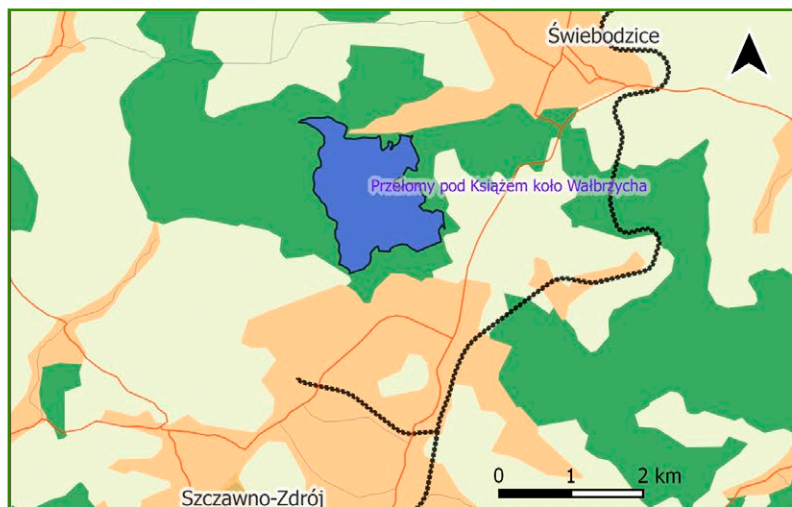 Świebodzice
Przełomy pod Książem koło Wałbrzycha
0 1 2 km
Szczawno-Zdrój